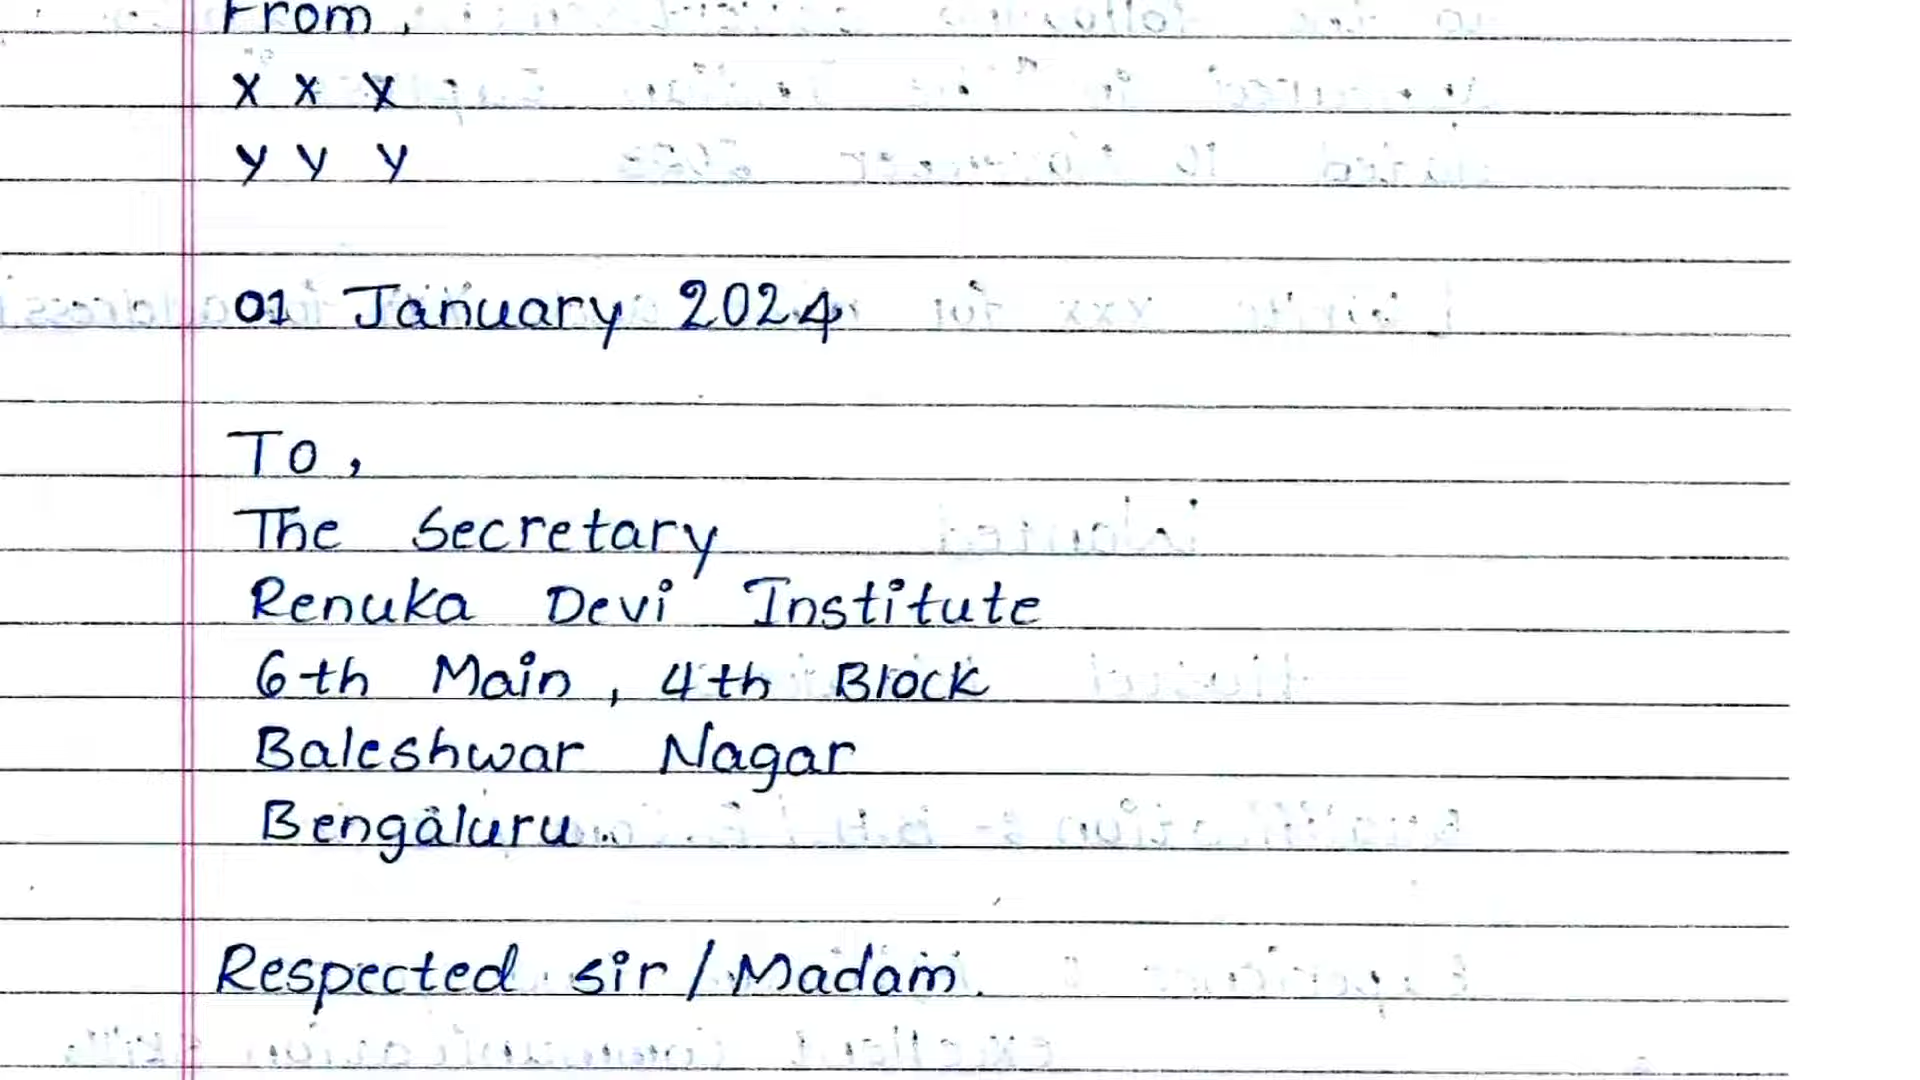 From,
X X X
Y Y Y
01 January 2024
To,
The Secretary
Renuka Devi Institute
6th Main, 4th Block
Baleshwar Nagar
Bengaluru.
Respected sir/Madam.